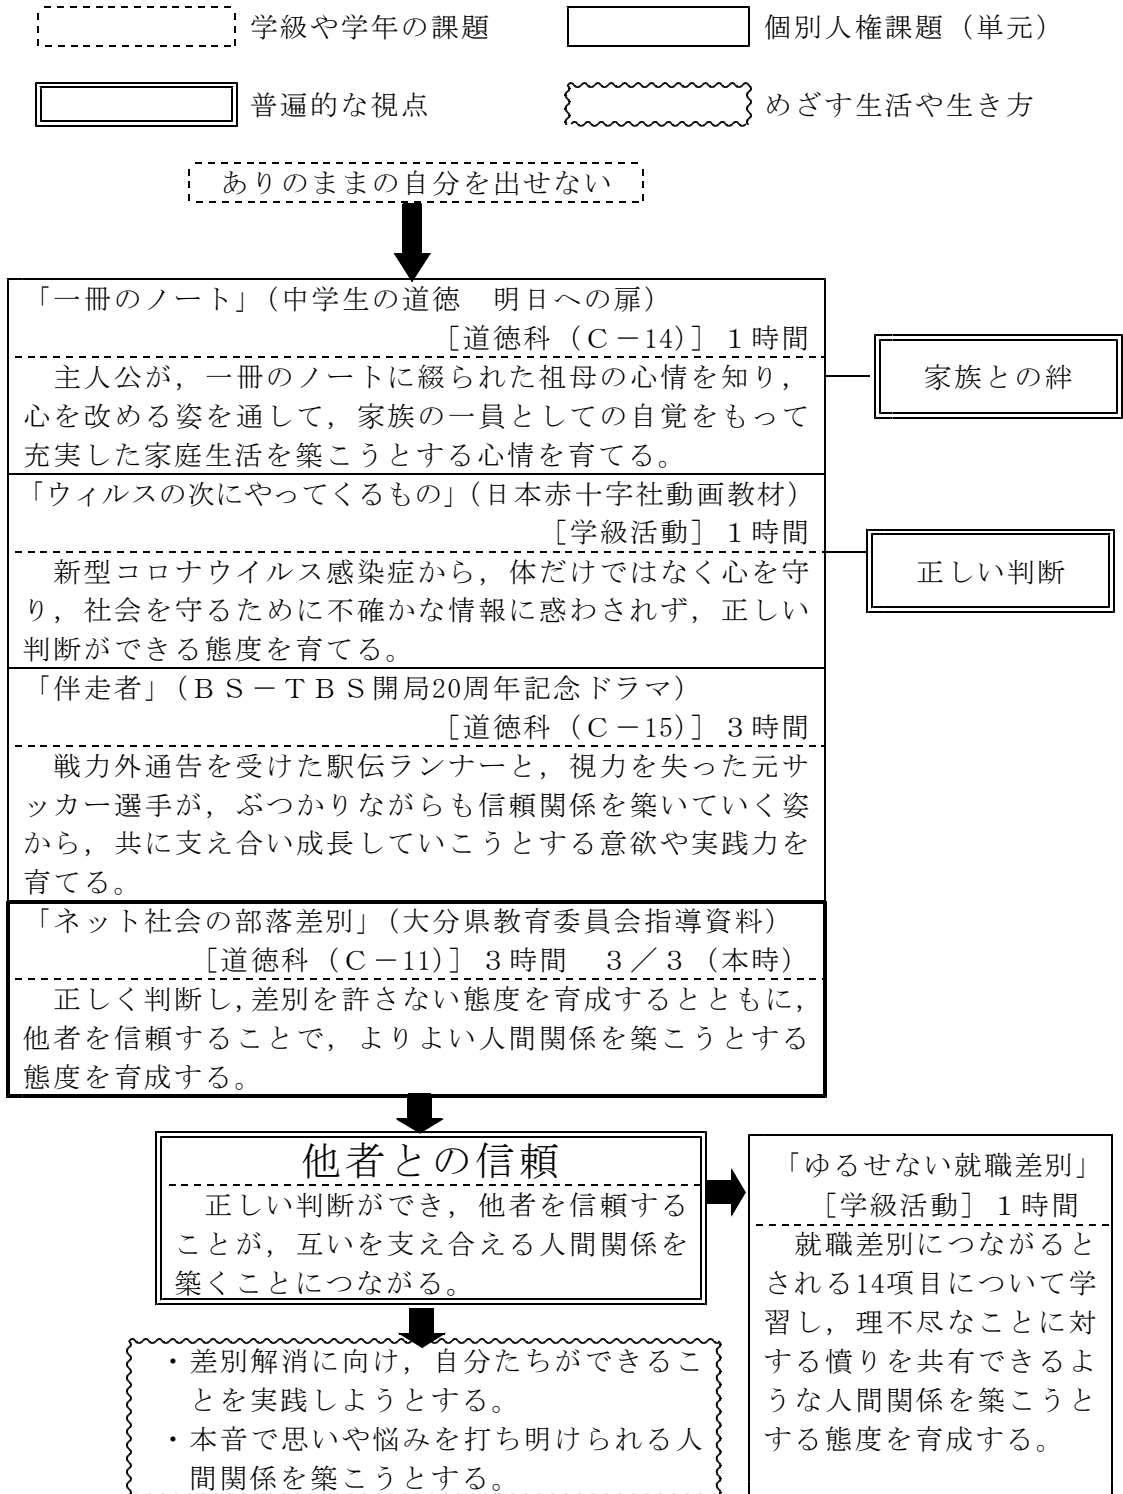 学級や学年の課題
個別人権課題（単元）
普遍的な視点
めざす生活や生き方
ありのままの自分を出せない
「一冊のノート」（中学生の道徳　明日への扉）
［道徳科（Ｃ－14）］１時間
主人公が，一冊のノートに綴られた祖母の心情を知り，
心を改める姿を通して，家族の一員としての自覚をもって
充実した家庭生活を築こうとする心情を育てる。
家族との絆
「ウィルスの次にやってくるもの」（日本赤十字社動画教材）
［学級活動］１時間
新型コロナウイルス感染症から，体だけではなく心を守
り，社会を守るために不確かな情報に惑わされず，正しい
判断ができる態度を育てる。
正しい判断
「伴走者」（ＢＳ－ＴＢＳ開局20周年記念ドラマ）
［道徳科（Ｃ－15）］３時間
戦力外通告を受けた駅伝ランナーと，視力を失った元サ
ッカー選手が，ぶつかりながらも信頼関係を築いていく姿
から，共に支え合い成長していこうとする意欲や実践力を
育てる。
「ネット社会の部落差別」（大分県教育委員会指導資料）
［道徳科（Ｃ－11）］３時間　３／３（本時）
正しく判断し，差別を許さない態度を育成するとともに，
他者を信頼することで，よりよい人間関係を築こうとする
態度を育成する。
他者との信頼
正しい判断ができ，他者を信頼する
ことが，互いを支え合える人間関係を
築くことにつながる。
「ゆるせない就職差別」
［学級活動］１時間
就職差別につながると
される14項目について学
習し，理不尽なことに対
する憤りを共有できるよ
うな人間関係を築こうと
する態度を育成する。
・差別解消に向け，自分たちができるこ
とを実践しようとする。
・本音で思いや悩みを打ち明けられる人
間関係を築こうとする。